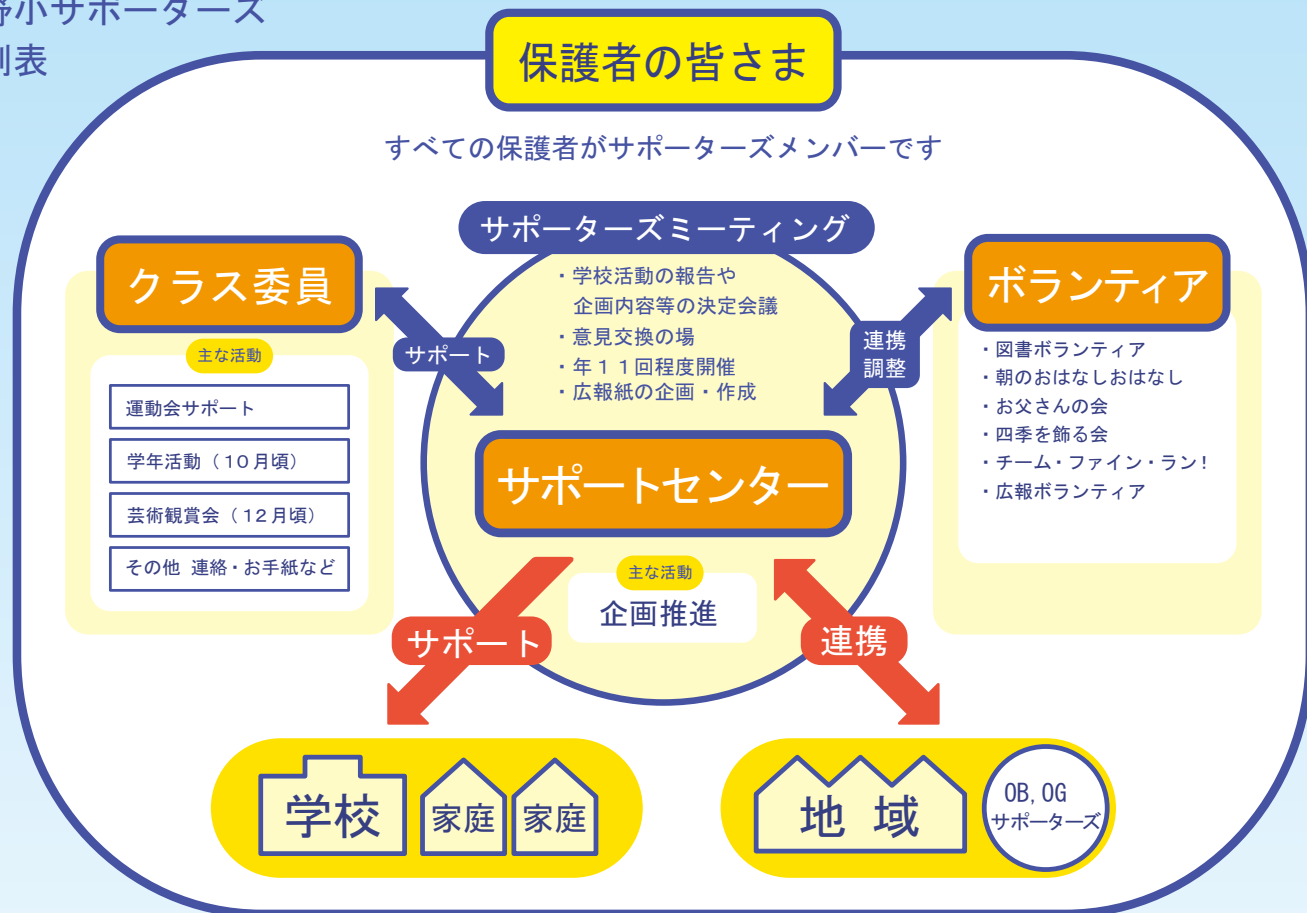 野小サポーターズ
則表
保護者の皆さま
すべての保護者がサポーターズメンバーです
サポーターズミーティング
・学校活動の報告や
企画内容等の決定会議
・意見交換の場
・年１１回程度開催
・広報紙の企画・作成
クラス委員
主な活動
運動会サポート
学年活動（10月頃）
芸術観賞会（12月頃）
その他 連絡・お手紙など
サポート
連携
調整
ボランティア
・図書ボランティア
・朝のおはなしおはなし
・お父さんの会
・四季を飾る会
・チーム・ファイン・ラン！
・広報ボランティア
サポートセンター
主な活動
企画推進
サポート
連携
学校
家庭
家庭
地域
OB,OG
サポーターズ